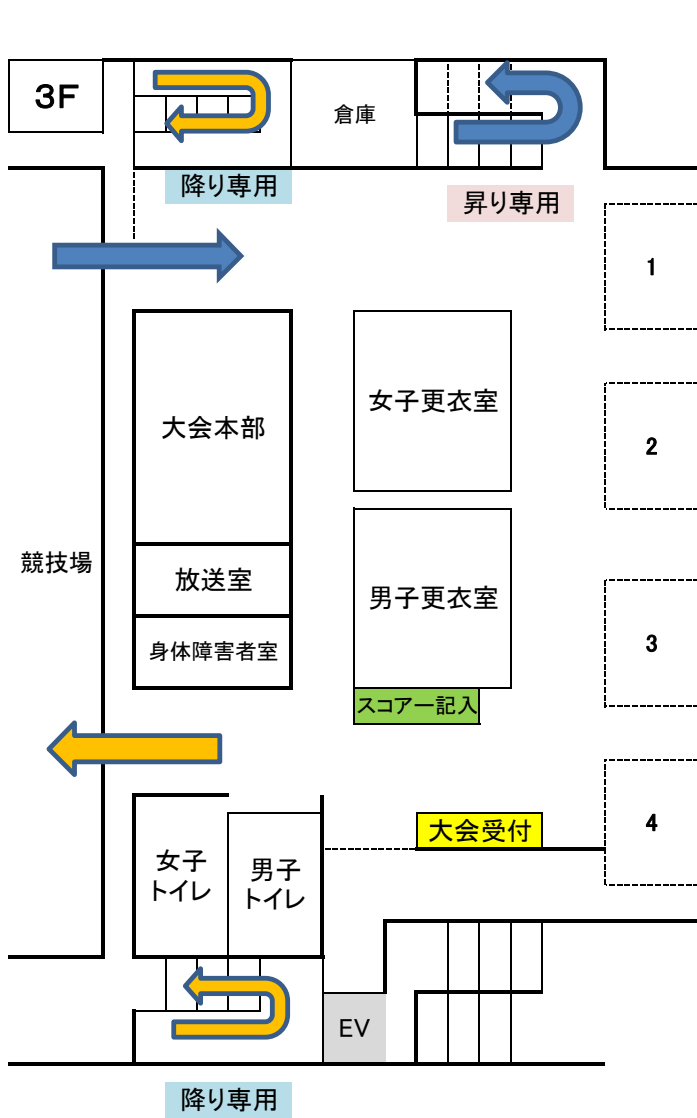 3F
倉庫
降り専用
昇り専用
1
女子更衣室
大会本部
2
競技場
放送室
男子更衣室
身体障害者室
3
スコアー記入
大会受付
4
女子
トイレ
男子
トイレ
EV
降り専用